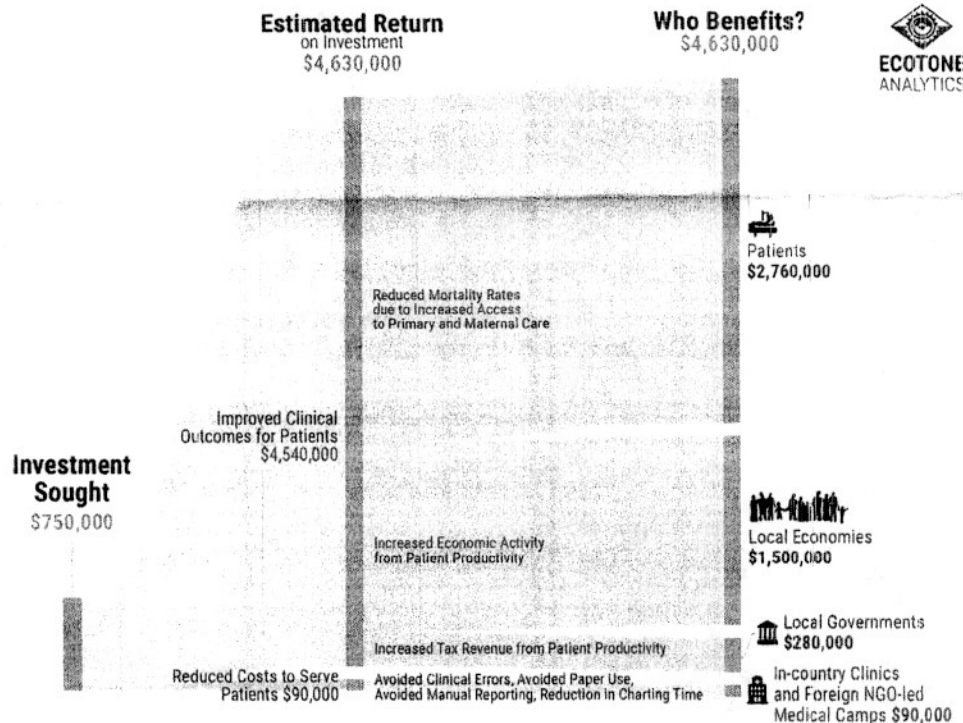 Estimated Return
on Investment
$4,630,000
Who Benefits?
$4,630,000
ECOTONE
ANALYTICS
Patients
$2,760,000
Reduced Mortality Rates
due to Increased Access
to Primary and Maternal Care
Improved Clinical
Outcomes for Patients
$4,540,000
Investment
Sought
$750,000
Local Economies
$1,500,000
Increased Economic Activity
from Patient Productivity
Local Governments
$280,000
Increased Tax Revenue from Patient Productivity
Reduced Costs to Serve
Patients $90,000
Avoided Clinical Errors, Avoided Paper Use,
Avoided Manual Reporting, Reduction in Charting Time
In-country Clinics
and Foreign NGO-led
Medical Camps $90,000